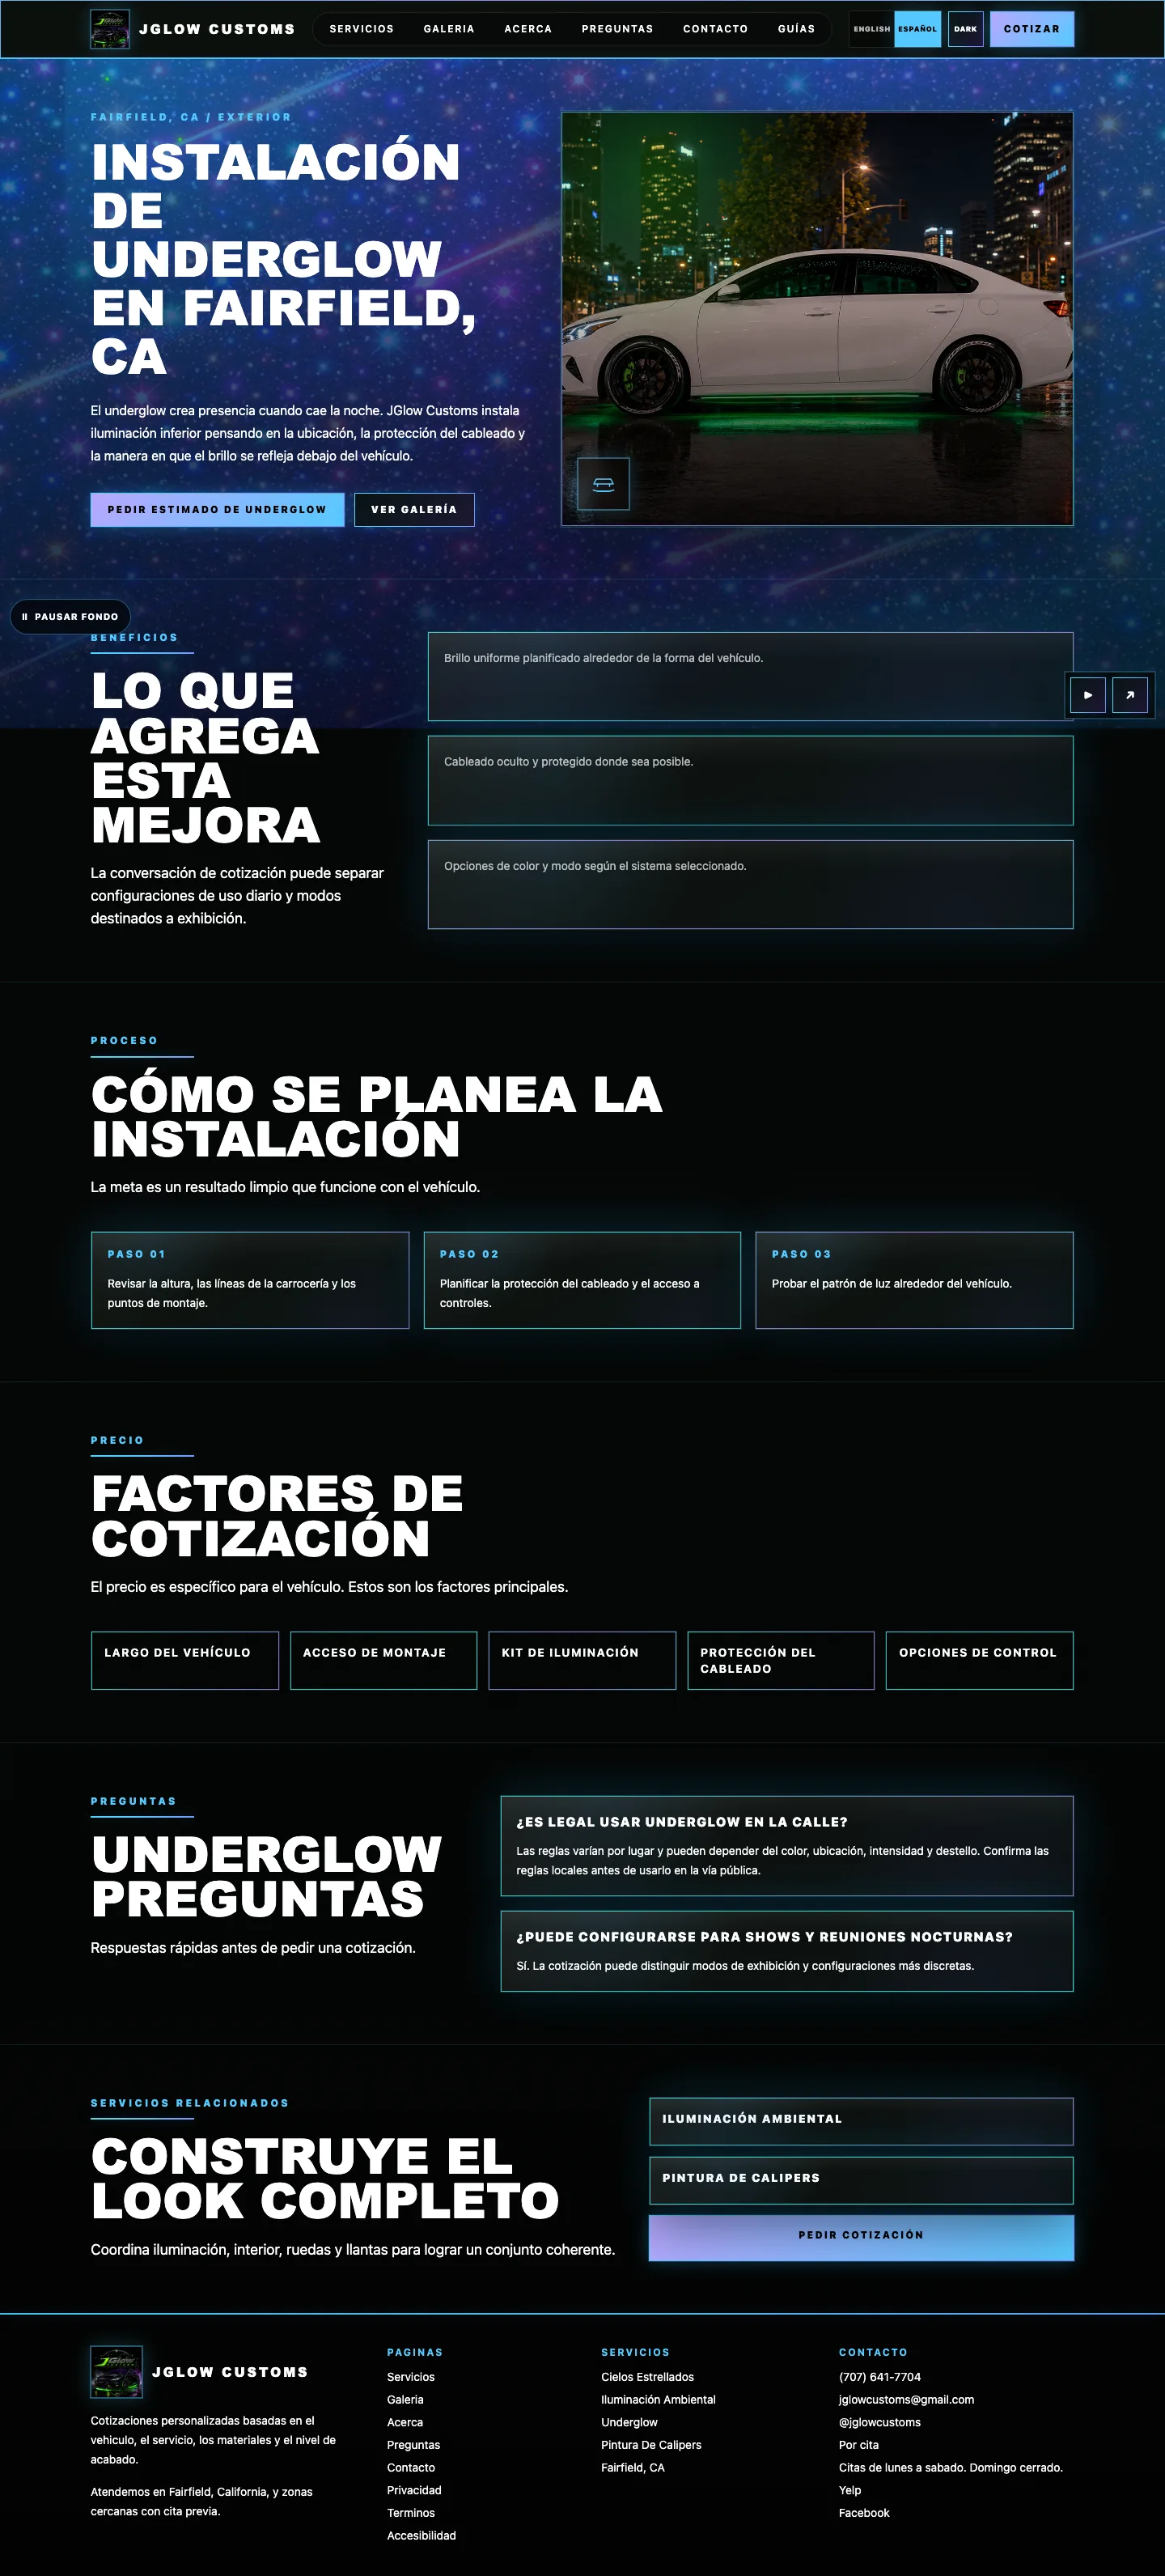 JGLOW CUSTOMS
SERVICIOS GALERIA ACERCA PREGUNTAS CONTACTO GUÍAS
ENGLISH ESPAÑOL DARK COTIZAR
FAIRFIELD, CA / EXTERIOR
INSTALACIÓN
DE
UNDERGLOW
EN FAIRFIELD,
CA
El underglow crea presencia cuando cae la noche. JGlow Customs instala
iluminación inferior pensando en la ubicación, la protección del cableado y
la manera en que el brillo se refleja debajo del vehículo.
PEDIR ESTIMADO DE UNDERGLOW
VER GALERÍA
PAUSAR FONDO
BENEFICIOS
LO QUE
AGREGA
ESTA
MEJORA
La conversación de cotización puede separar
configuraciones de uso diario y modos
destinados a exhibición.
Brillo uniforme planificado alrededor de la forma del vehículo.
Cableado oculto y protegido donde sea posible.
Opciones de color y modo según el sistema seleccionado.
PROCESO
CÓMO SE PLANEA LA
INSTALACIÓN
La meta es un resultado limpio que funcione con el vehículo.
PASO 01
Revisar la altura, las líneas de la carrocería y los
puntos de montaje.
PASO 02
Planificar la protección del cableado y el acceso a
controles.
PASO 03
Probar el patrón de luz alrededor del vehículo.
PRECIO
FACTORES DE
COTIZACIÓN
El precio es específico para el vehículo. Estos son los factores principales.
LARGO DEL VEHÍCULO
ACCESO DE MONTAJE
KIT DE ILUMINACIÓN
PROTECCIÓN DEL
CABLEADO
OPCIONES DE CONTROL
PREGUNTAS
UNDERGLOW
PREGUNTAS
Respuestas rápidas antes de pedir una cotización.
¿ES LEGAL USAR UNDERGLOW EN LA CALLE?
Las reglas varían por lugar y pueden depender del color, ubicación, intensidad y destello. Confirma las
reglas locales antes de usarlo en la vía pública.
¿PUEDE CONFIGURARSE PARA SHOWS Y REUNIONES NOCTURNAS?
Sí. La cotización puede distinguir modos de exhibición y configuraciones más discretas.
SERVICIOS RELACIONADOS
CONSTRUYE EL
LOOK COMPLETO
Coordina iluminación, interior, ruedas y llantas para lograr un conjunto coherente.
ILUMINACIÓN AMBIENTAL
PINTURA DE CALIPERS
PEDIR COTIZACIÓN
JGlow
JGLOW CUSTOMS
Cotizaciones personalizadas basadas en el
vehiculo, el servicio, los materiales y el nivel de
acabado.
Atendemos en Fairfield, California, y zonas
cercanas con cita previa.
PAGINAS
Servicios
Galeria
Acerca
Preguntas
Contacto
Privacidad
Terminos
Accesibilidad
SERVICIOS
Cielos Estrellados
Iluminación Ambiental
Underglow
Pintura De Calipers
Fairfield, CA
CONTACTO
(707) 641-7704
jglowcustoms@gmail.com
@jglowcustoms
Por cita
Citas de lunes a sabado. Domingo cerrado.
Yelp
Facebook